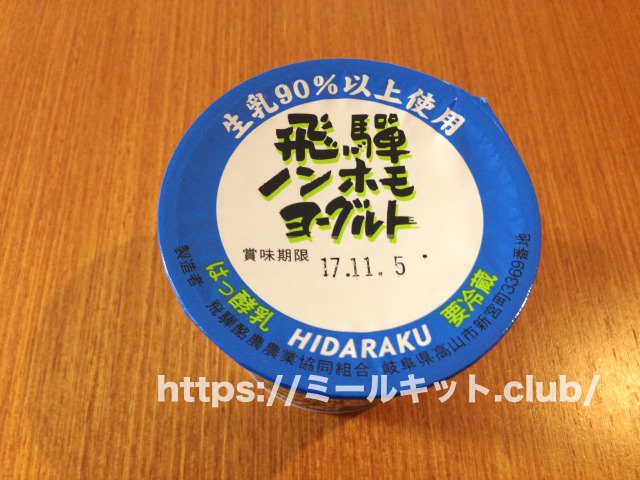 生乳90%以上使用
飛騨
ノンホモ
ヨーグルト
賞味期限 17.11.5
はっ酵乳 HIDARAKU 要冷蔵
製造者 飛騨酪農農業協同組合 岐阜県高山市新宮町3369番地
https://ミールキット.club/